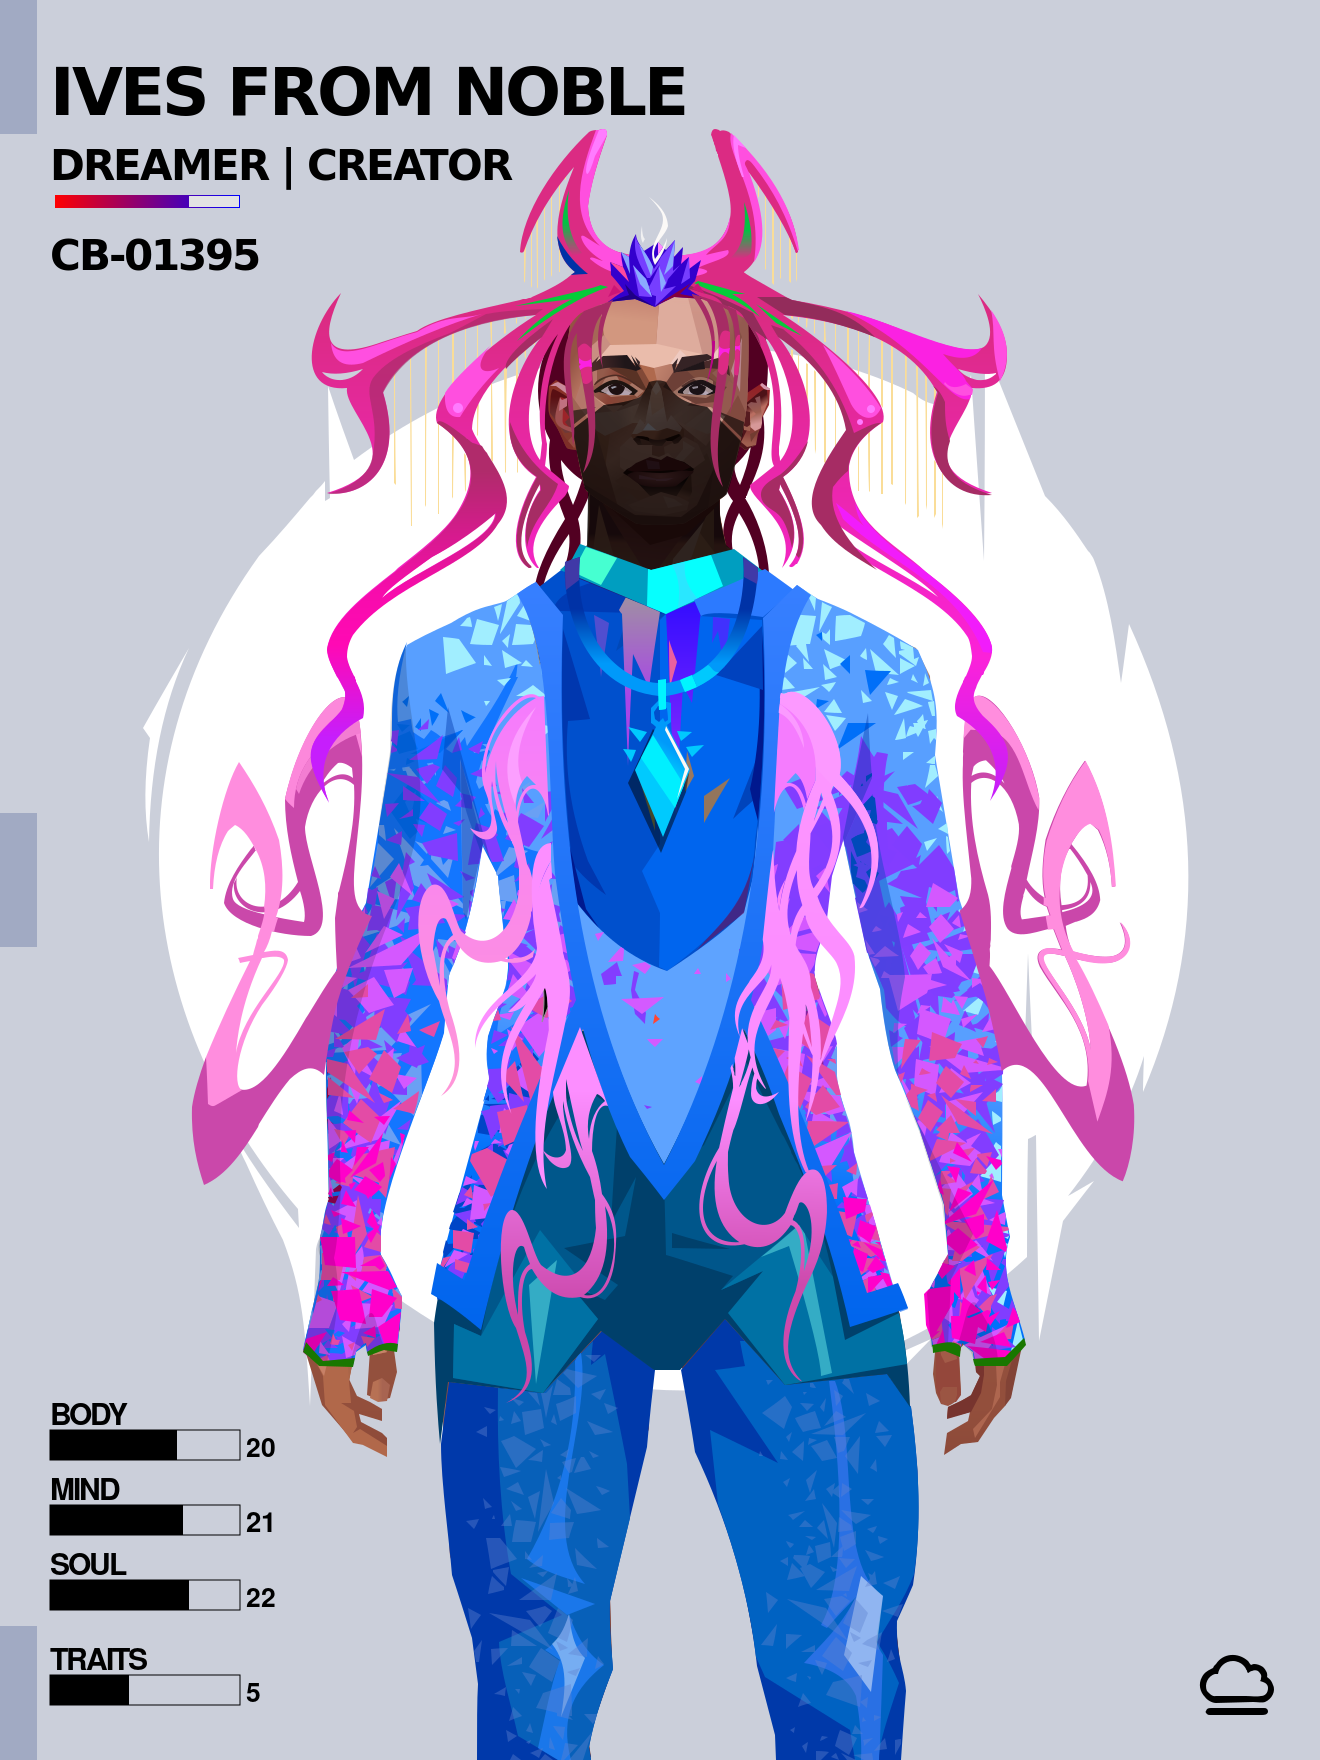 IVES FROM NOBLE
DREAMER | CREATOR
CB-01395
BODY
20
MIND
21
SOUL
22
TRAITS
5